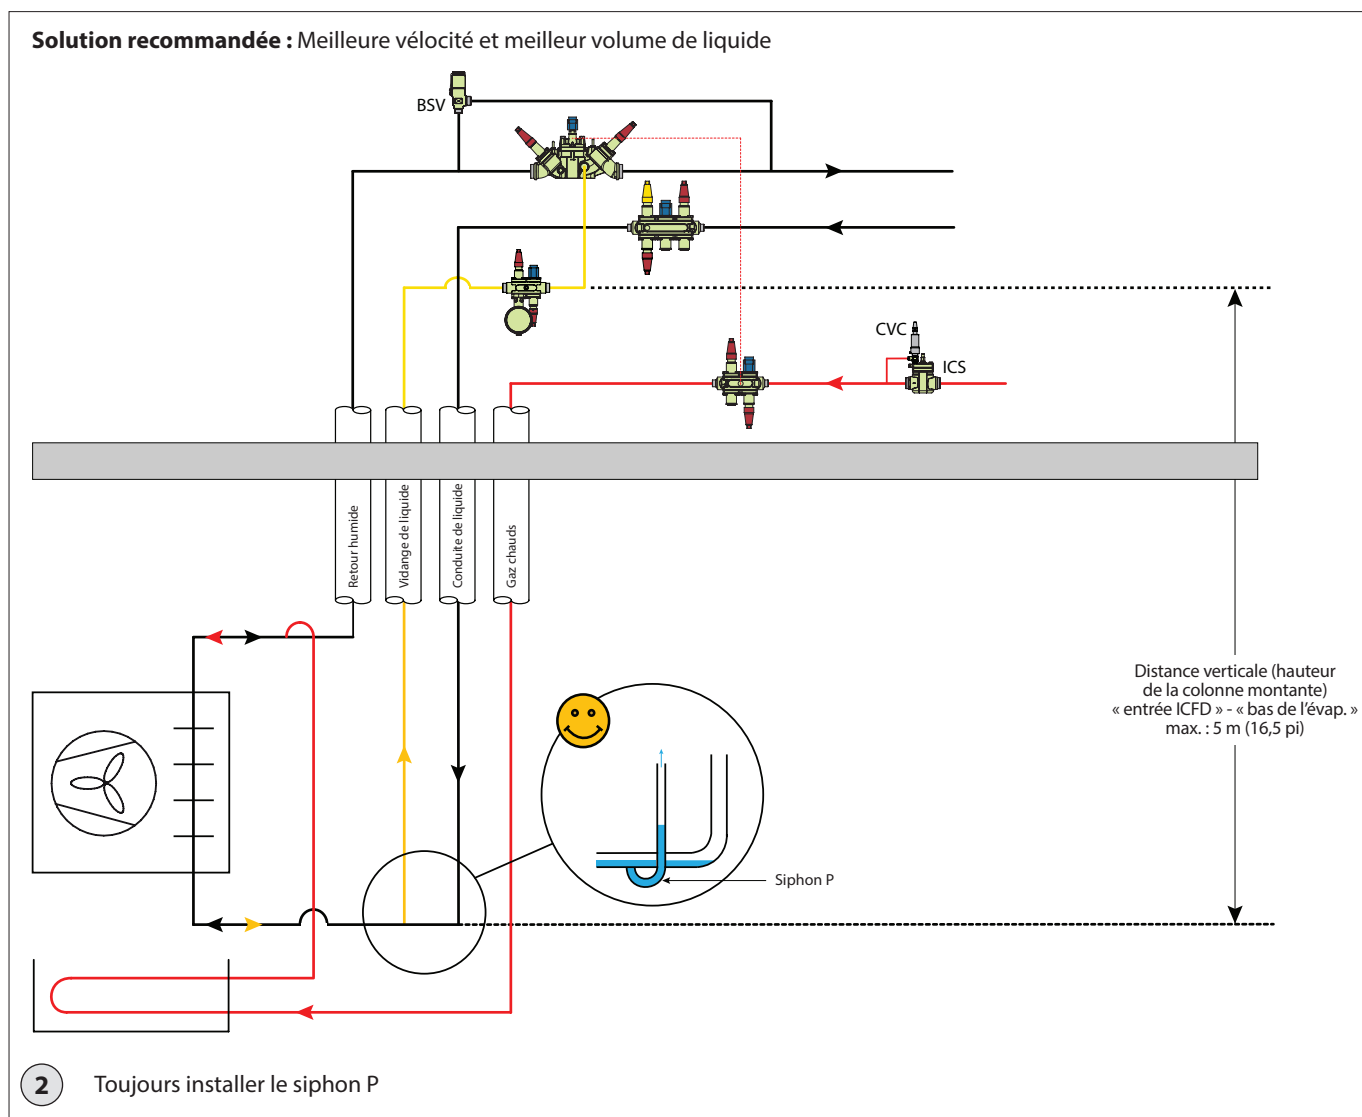 Solution recommandée : Meilleure vélocité et meilleur volume de liquide
BSV
CVC
ICS
Retour humide
Vidange de liquide
Conduite de liquide
Gaz chauds
Distance verticale (hauteur
de la colonne montante)
« entrée ICFD » - « bas de l'évap. »
max. : 5 m (16,5 pi)
Siphon P
2 Toujours installer le siphon P